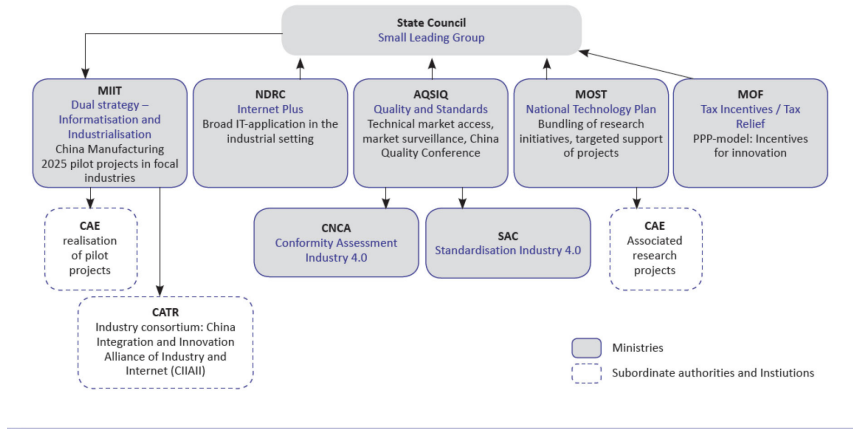 State Council
Small Leading Group
MIIT
Dual strategy –
Informatisation and
Industrialisation
China Manufacturing
2025 pilot projects in focal
industries
NDRC
Internet Plus
Broad IT-application in the
industrial setting
AQSIQ
Quality and Standards
Technical market access,
market surveillance, China
Quality Conference
MOST
National Technology Plan
Bundling of research
initiatives, targeted support
of projects
MOF
Tax Incentives / Tax
Relief
PPP-model: Incentives
for innovation
CAE
realisation
of pilot
projects
CNCA
Conformity Assessment
Industry 4.0
SAC
Standardisation Industry 4.0
CAE
Associated
research
projects
CATR
Industry consortium: China
Integration and Innovation
Alliance of Industry and
Internet (CIIAII)
Ministries
Subordinate authorities and Instiutions